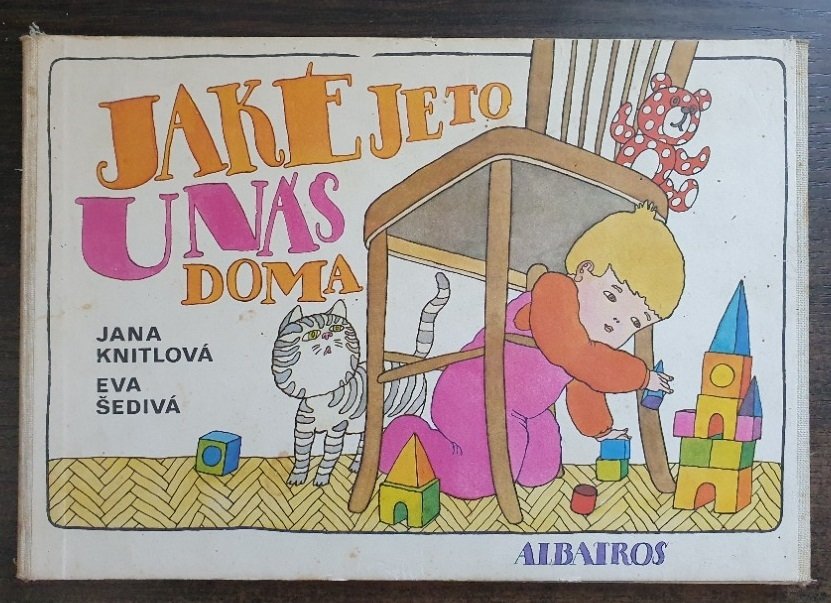 JAKÉ JE TO
U NÁS
DOMA
JANA
KNITLOVÁ
EVA
ŠEDIVÁ
ALBATROS